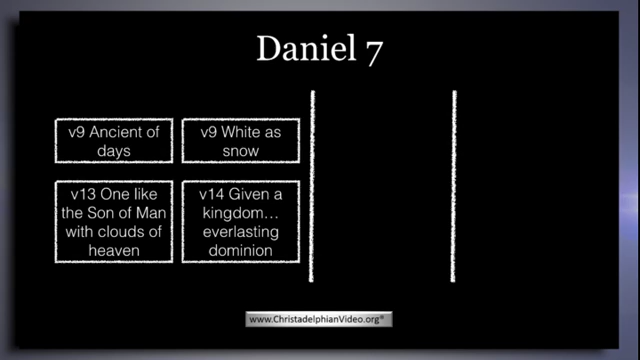 Daniel 7
v9 Ancient of
days
v9 White as
snow
v13 One like
the Son of Man
with clouds of
heaven
v14 Given a
kingdom…
everlasting
dominion
www.ChristadelphianVideo.org®